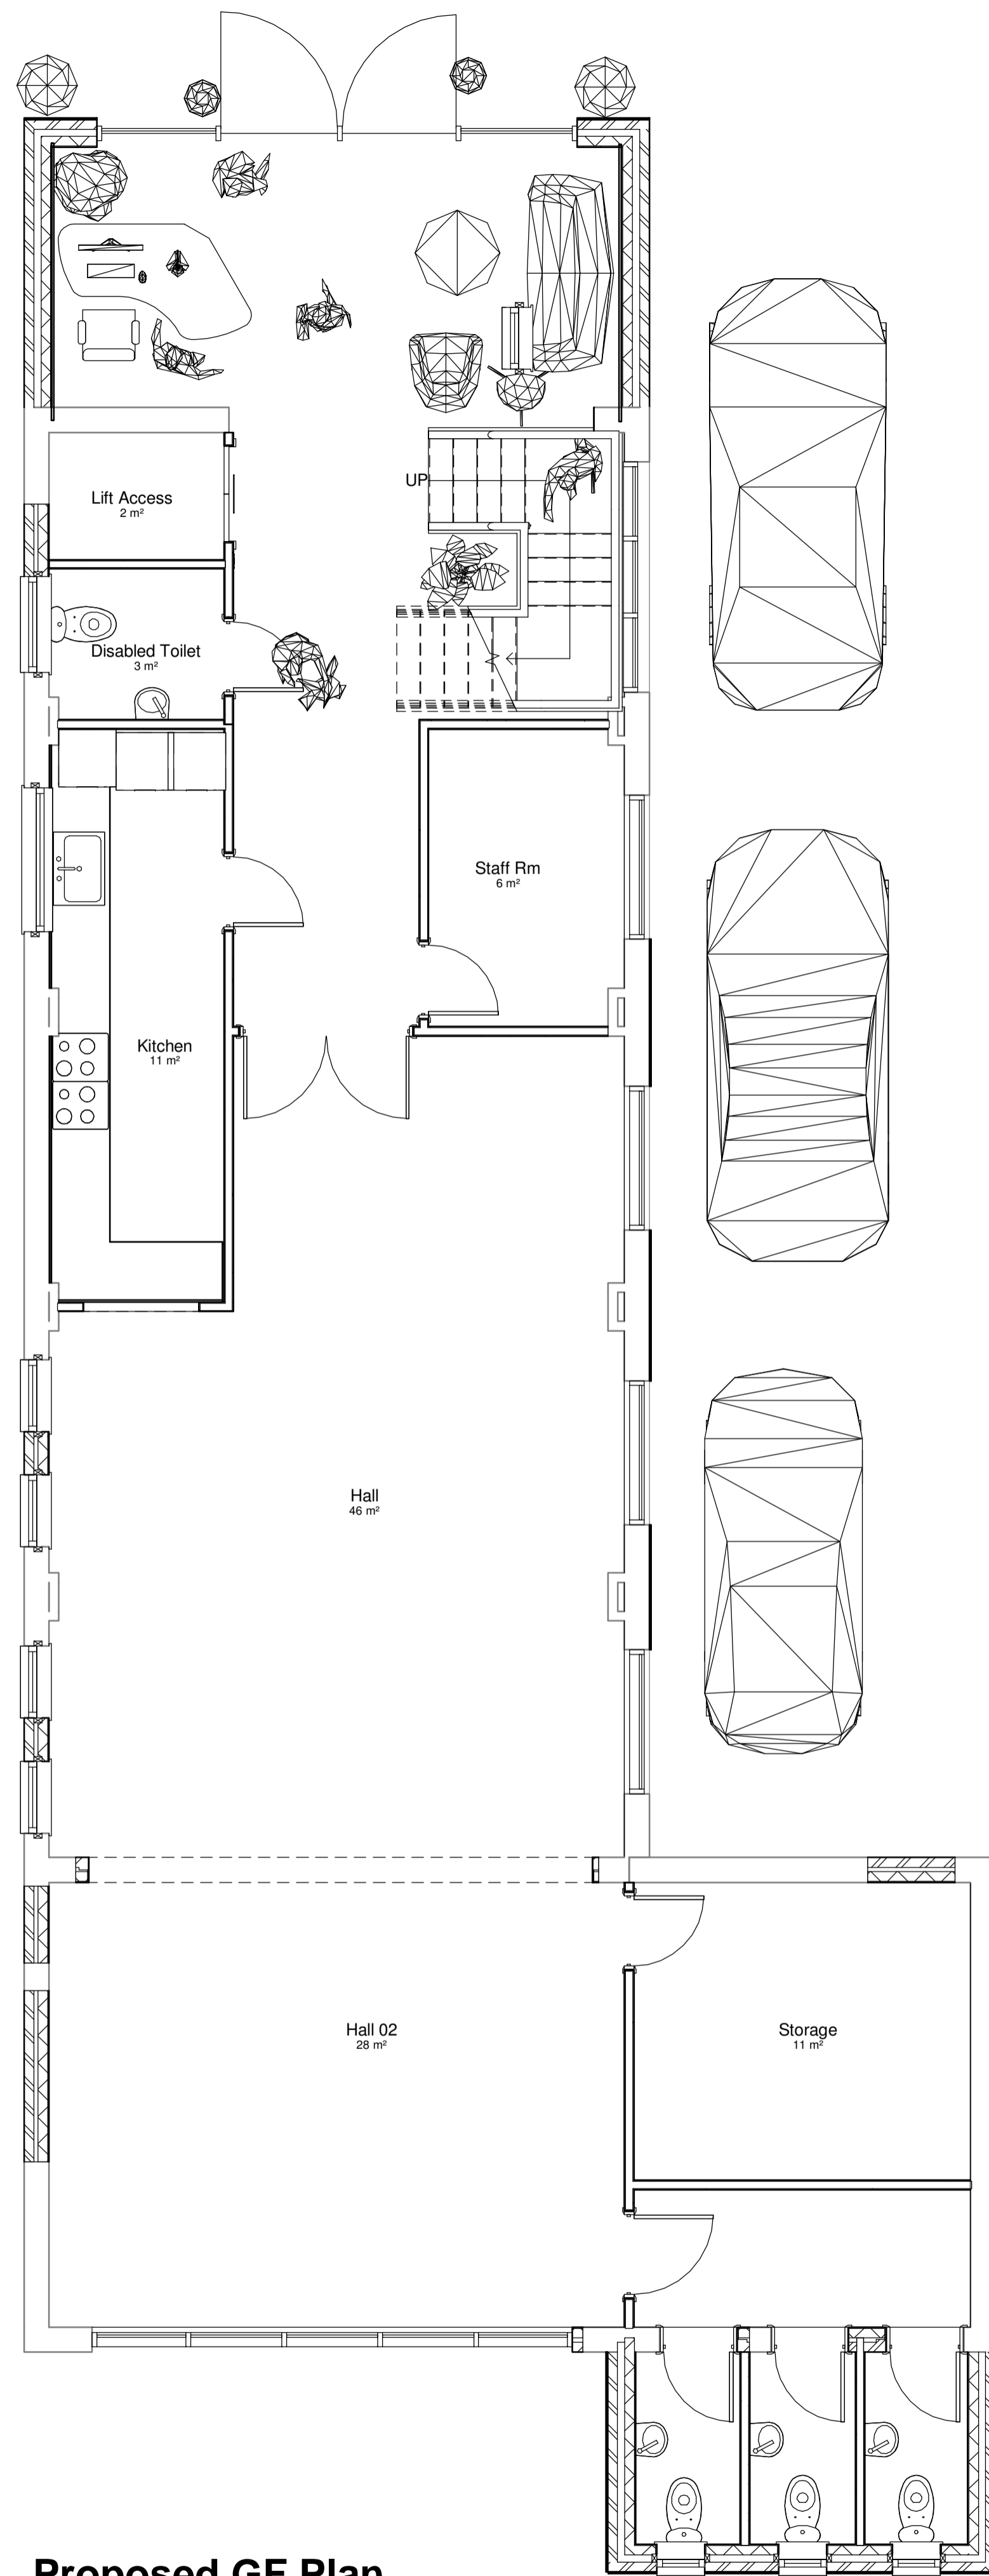 UP
Lift Access
2 m²
Disabled Toilet
3 m²
Staff Rm
6 m²
Kitchen
11 m²
Hall
46 m²
Hall 02
28 m²
Storage
11 m²
Proposed GF Plan